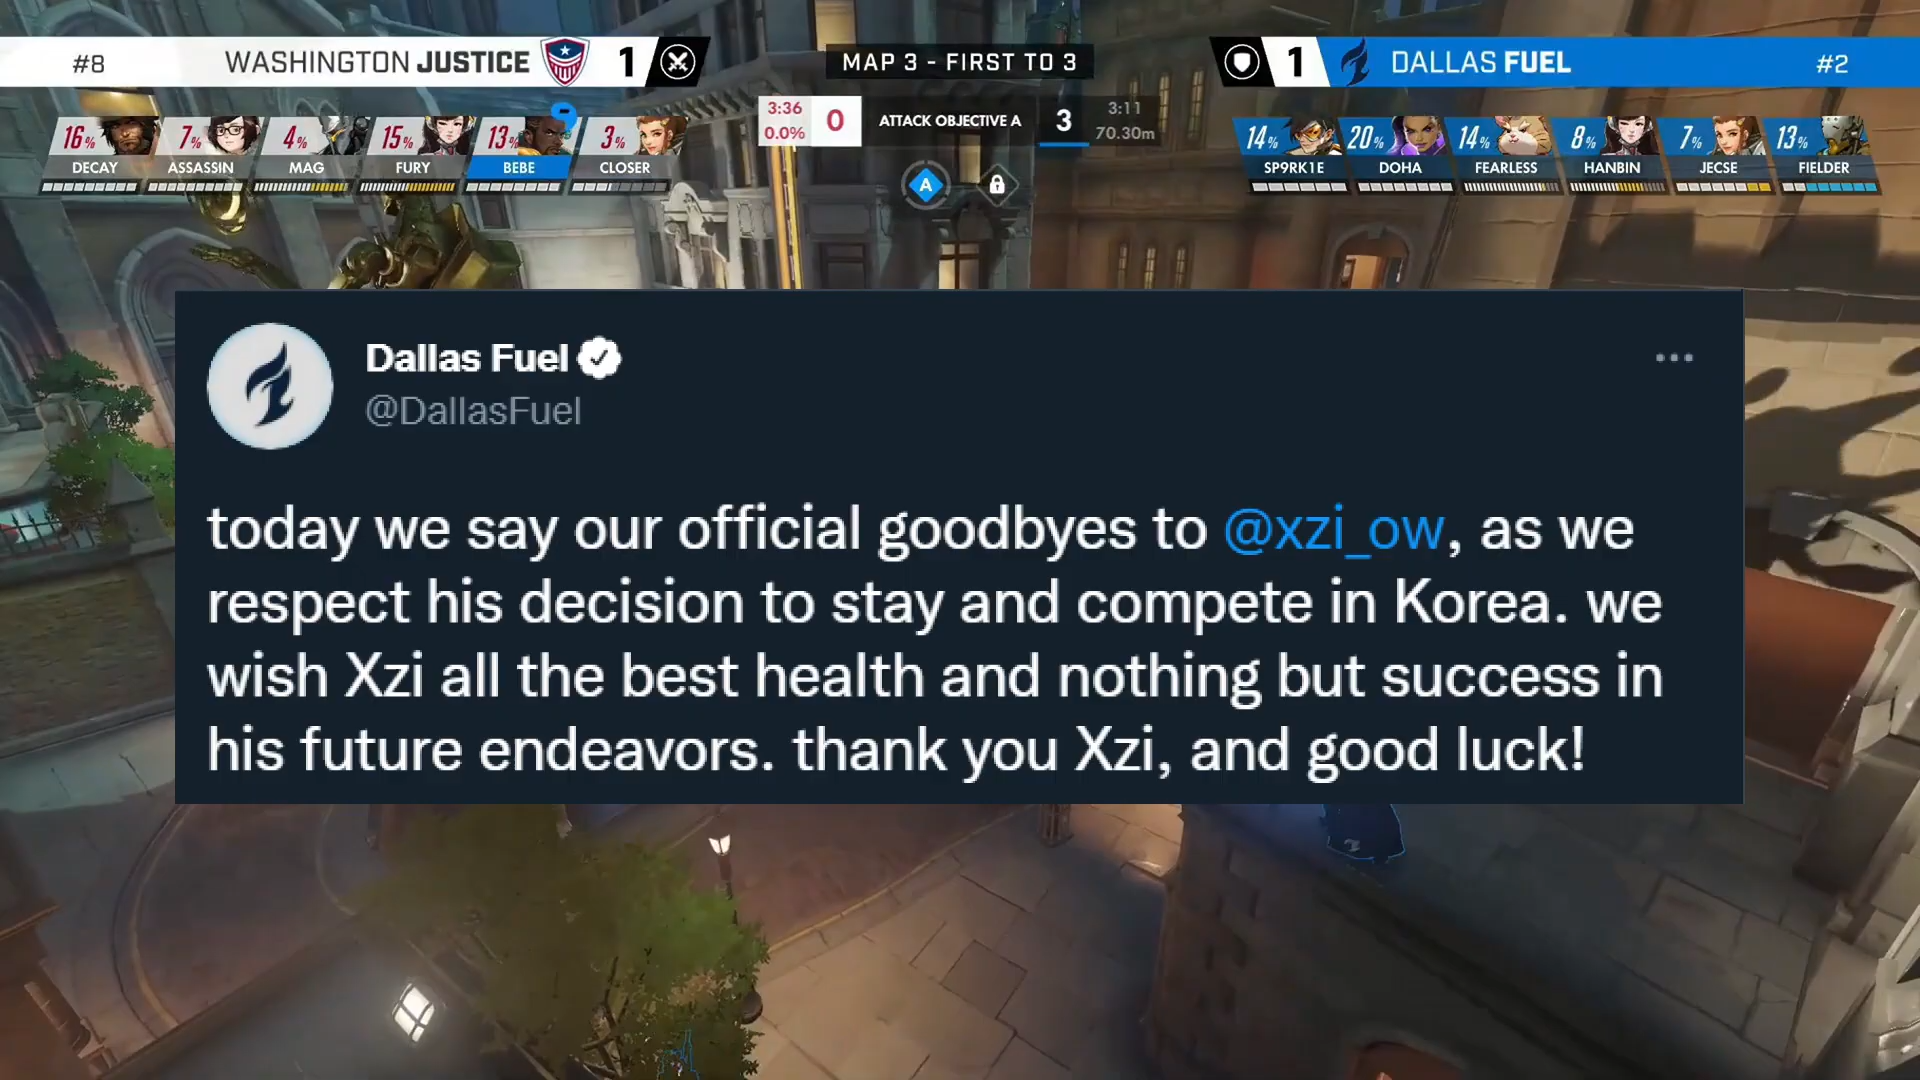 #8 WASHINGTON JUSTICE 1 MAP 3 - FIRST TO 3 1 DALLAS FUEL #2
3:36 0.0% 0 ATTACK OBJECTIVE A 3 3:11 70.30m
16% 7% 4% 15% 13% 3% 14% 20% 14% 8% 7% 13%
DECAY ASSASSIN MAG FURY BEBE CLOSER SP9RK1E DOHA FEARLESS HANBIN JECSE FIELDER
A
Dallas Fuel
@DallasFuel
today we say our official goodbyes to @xzi_ow, as we
respect his decision to stay and compete in Korea. we
wish Xzi all the best health and nothing but success in
his future endeavors. thank you Xzi, and good luck!